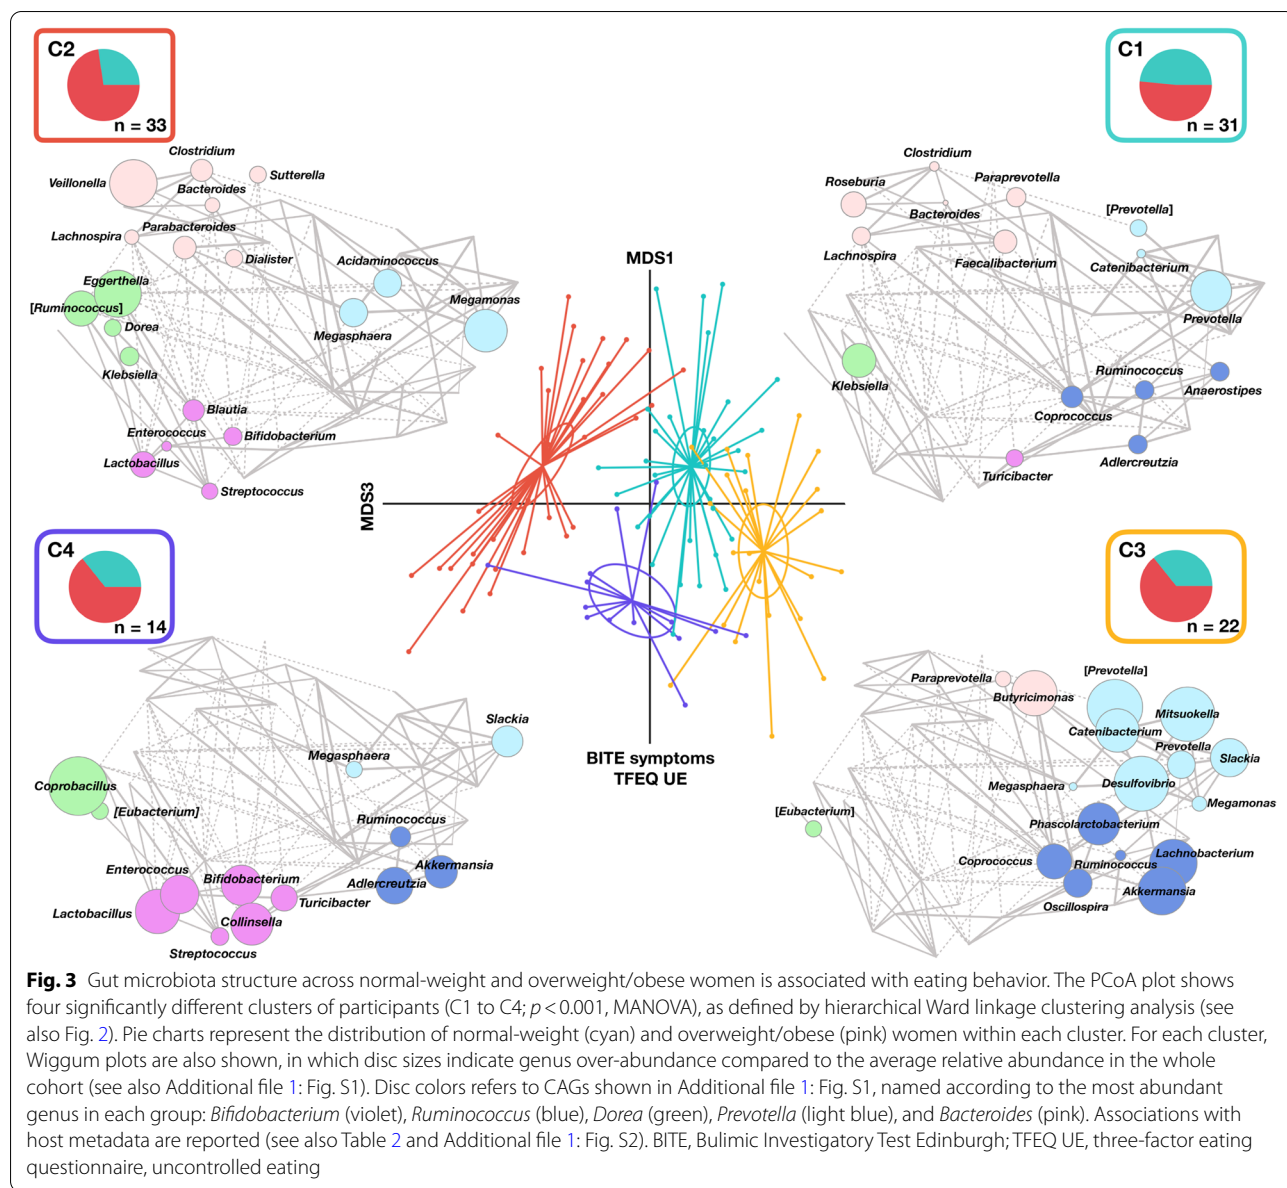 C2
n = 33
Clostridium
Sutterella
Veillonella
Bacteroides
Parabacteroides
Lachnospira
Dialister
Acidaminococcus
Eggerthella
[Ruminococcus]
Megamonas
Dorea
Megasphaera
Klebsiella
Blautia
Enterococcus
Bifidobacterium
Lactobacillus
Streptococcus
C1
n = 31
Clostridium
Roseburia
Paraprevotella
Bacteroides
[Prevotella]
Lachnospira
Faecalibacterium
Catenibacterium
Prevotella
Klebsiella
Ruminococcus
Anaerostipes
Coprococcus
Adlercreutzia
Turicibacter
MDS1
MDS3
BITE symptoms
TFEQ UE
C4
n = 14
Slackia
Megasphaera
Coprobacillus
[Eubacterium]
Ruminococcus
Enterococcus
Bifidobacterium
Akkermansia
Adlercreutzia
Lactobacillus
Turicibacter
Collinsella
Streptococcus
C3
n = 22
Paraprevotella
[Prevotella]
Butyricimonas
Mitsuokella
Catenibacterium
Prevotella
Slackia
Megasphaera
Desulfovibrio
Megamonas
[Eubacterium]
Phascolarctobacterium
Coprococcus
Ruminococcus
Lachnobacterium
Akkermansia
Oscillospira
Fig. 3 Gut microbiota structure across normal-weight and overweight/obese women is associated with eating behavior. The PCoA plot shows
four significantly different clusters of participants (C1 to C4; p < 0.001, MANOVA), as defined by hierarchical Ward linkage clustering analysis (see
also Fig. 2). Pie charts represent the distribution of normal-weight (cyan) and overweight/obese (pink) women within each cluster. For each cluster,
Wiggum plots are also shown, in which disc sizes indicate genus over-abundance compared to the average relative abundance in the whole
cohort (see also Additional file 1: Fig. S1). Disc colors refers to CAGs shown in Additional file 1: Fig. S1, named according to the most abundant
genus in each group: Bifidobacterium (violet), Ruminococcus (blue), Dorea (green), Prevotella (light blue), and Bacteroides (pink). Associations with
host metadata are reported (see also Table 2 and Additional file 1: Fig. S2). BITE, Bulimic Investigatory Test Edinburgh; TFEQ UE, three-factor eating
questionnaire, uncontrolled eating